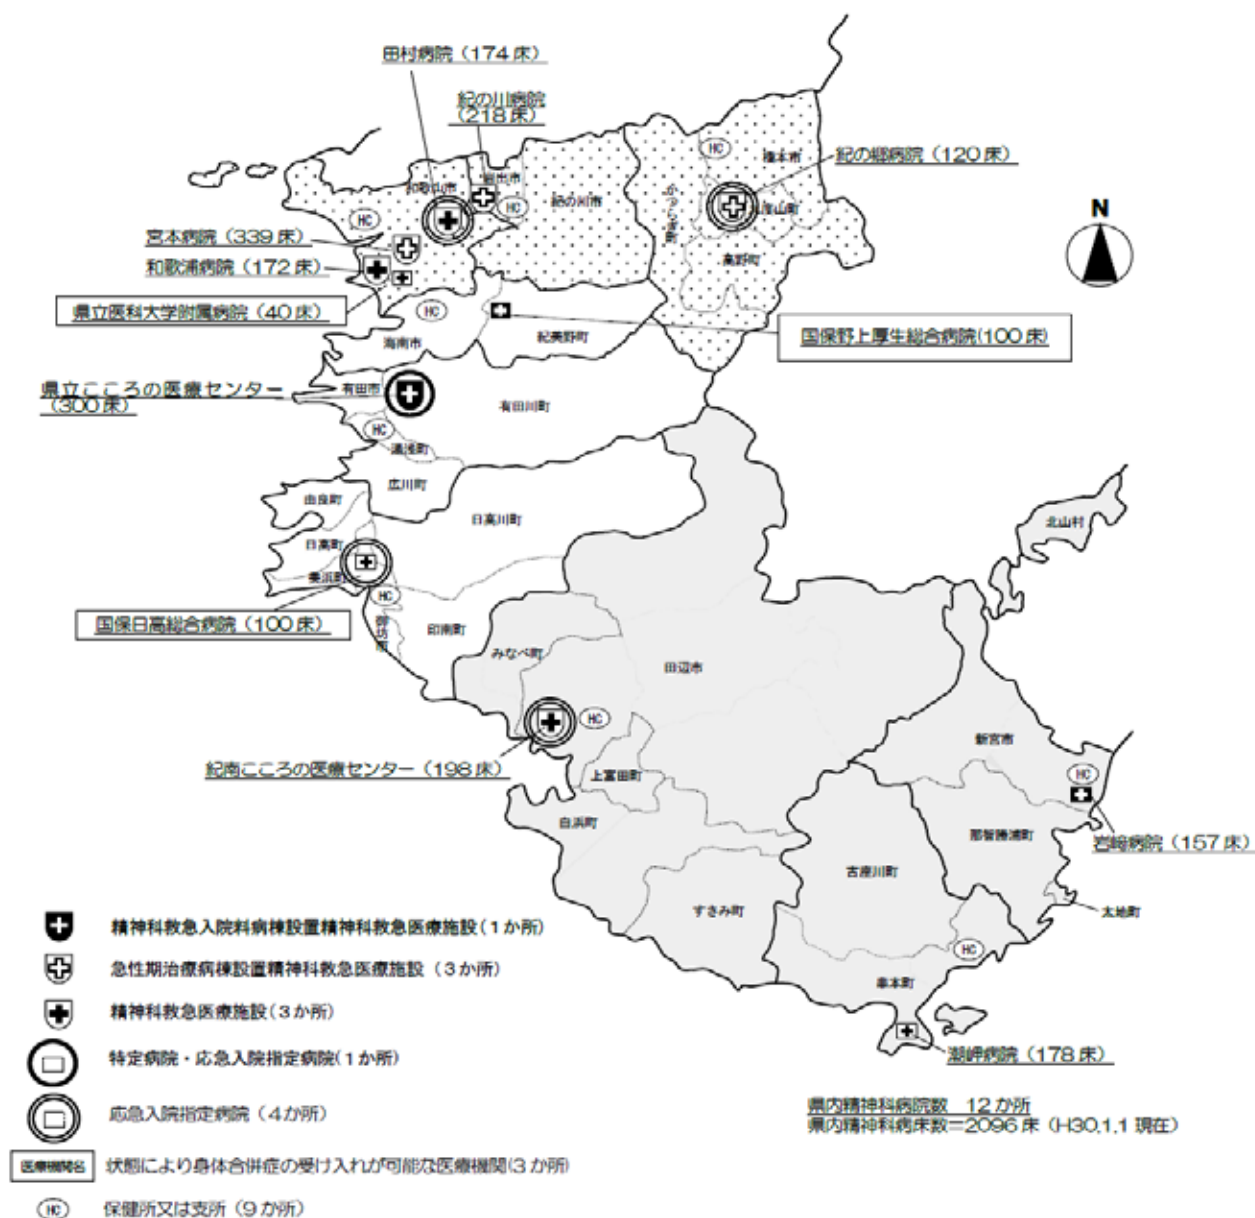 田村病院（174床）
紀の川病院
（218床）
紀の郷病院（120床）
HC
橋本市
かつらぎ町
九度山町
高野町
和歌山市
岩出市
HC
紀の川市
HC
N
宮本病院（339床）
和歌浦病院（172床）
県立医科大学附属病院（40床）
HC
海南市
紀美野町
国保野上厚生総合病院(100床)
県立こころの医療センター
（300床）
有田市
有田川町
HC
湯浅町
広川町
由良町
日高川町
日高町
美浜町
HC
国保日高総合病院（100床）
御坊市
印南町
みなべ町
田辺市
北山村
HC
紀南こころの医療センター（198床）
上富田町
白浜町
新宮市
HC
那智勝浦町
岩﨑病院（157床）
古座川町
すさみ町
太地町
HC
串本町
潮岬病院（178床）
精神科救急入院料病棟設置精神科救急医療施設(１か所)
急性期治療病棟設置精神科救急医療施設（３か所）
精神科救急医療施設(３か所)
特定病院・応急入院指定病院(１か所)
応急入院指定病院（４か所）
医療機関名
状態により身体合併症の受け入れが可能な医療機関(３か所)
HC
保健所又は支所（９か所）
県内精神科病院数　12か所
県内精神科病床数＝2096床（H30.1.1現在）